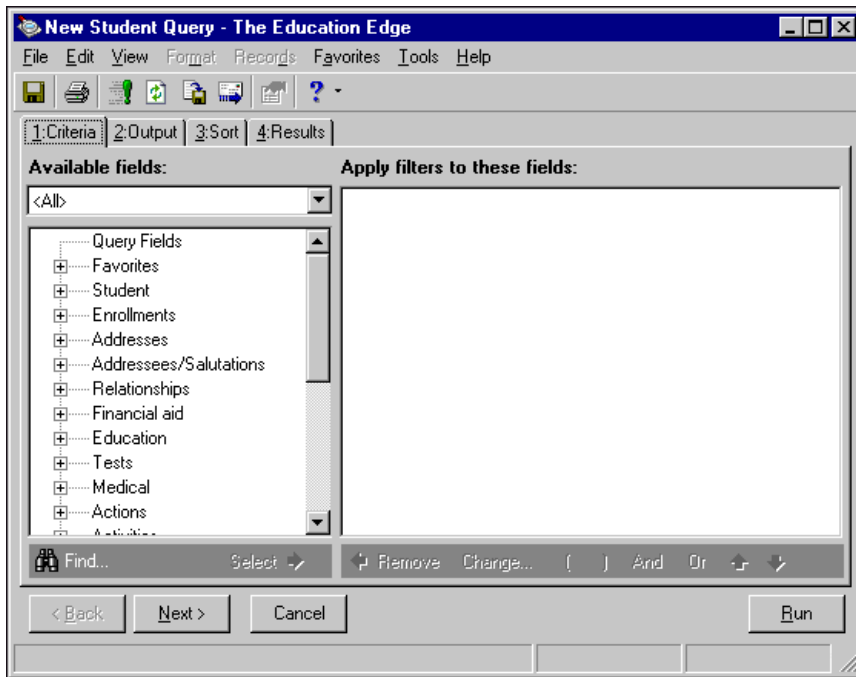 New Student Query - The Education Edge
File Edit View Format Records Favorites Tools Help
1:Criteria 2:Output 3:Sort 4:Results
Available fields:
Apply filters to these fields:
<All>
Query Fields
Favorites
Student
Enrollments
Addresses
Addressees/Salutations
Relationships
Financial aid
Education
Tests
Medical
Actions
Activities
Find... Select Remove Change... ( ) And Or
< Back Next > Cancel Run